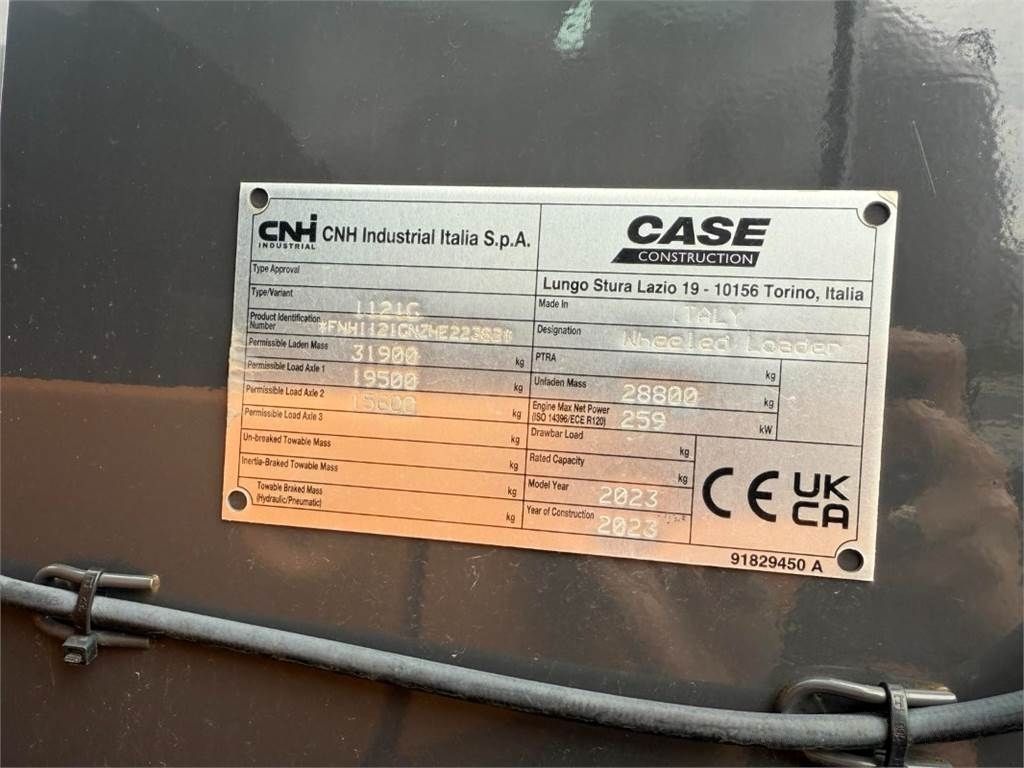 CNH INDUSTRIAL CNH Industrial Italia S.p.A.
CASE
CONSTRUCTION
Lungo Stura Lazio 19 - 10156 Torino, Italia
Type Approval
Type/Variant 1121G
Product Identification Number *FNH1121GNZHE22382*
Permissible Laden Mass 31900 kg
Permissible Load Axle 1 19500 kg
Permissible Load Axle 2 15600 kg
Permissible Load Axle 3 kg
Un-breaked Towable Mass kg
Inertia-Braked Towable Mass kg
Towable Braked Mass
(Hydraulic/Pneumatic) kg
Made In ITALY
Designation Wheeled Loader
PTRA kg
Unladen Mass 28800 kg
Engine Max Net Power
(ISO 14396/ECE R120) 259 kW
Drawbar Load kg
Rated Capacity kg
Model Year 2023
Year of Construction 2023
CE UK
CA
91829450 A